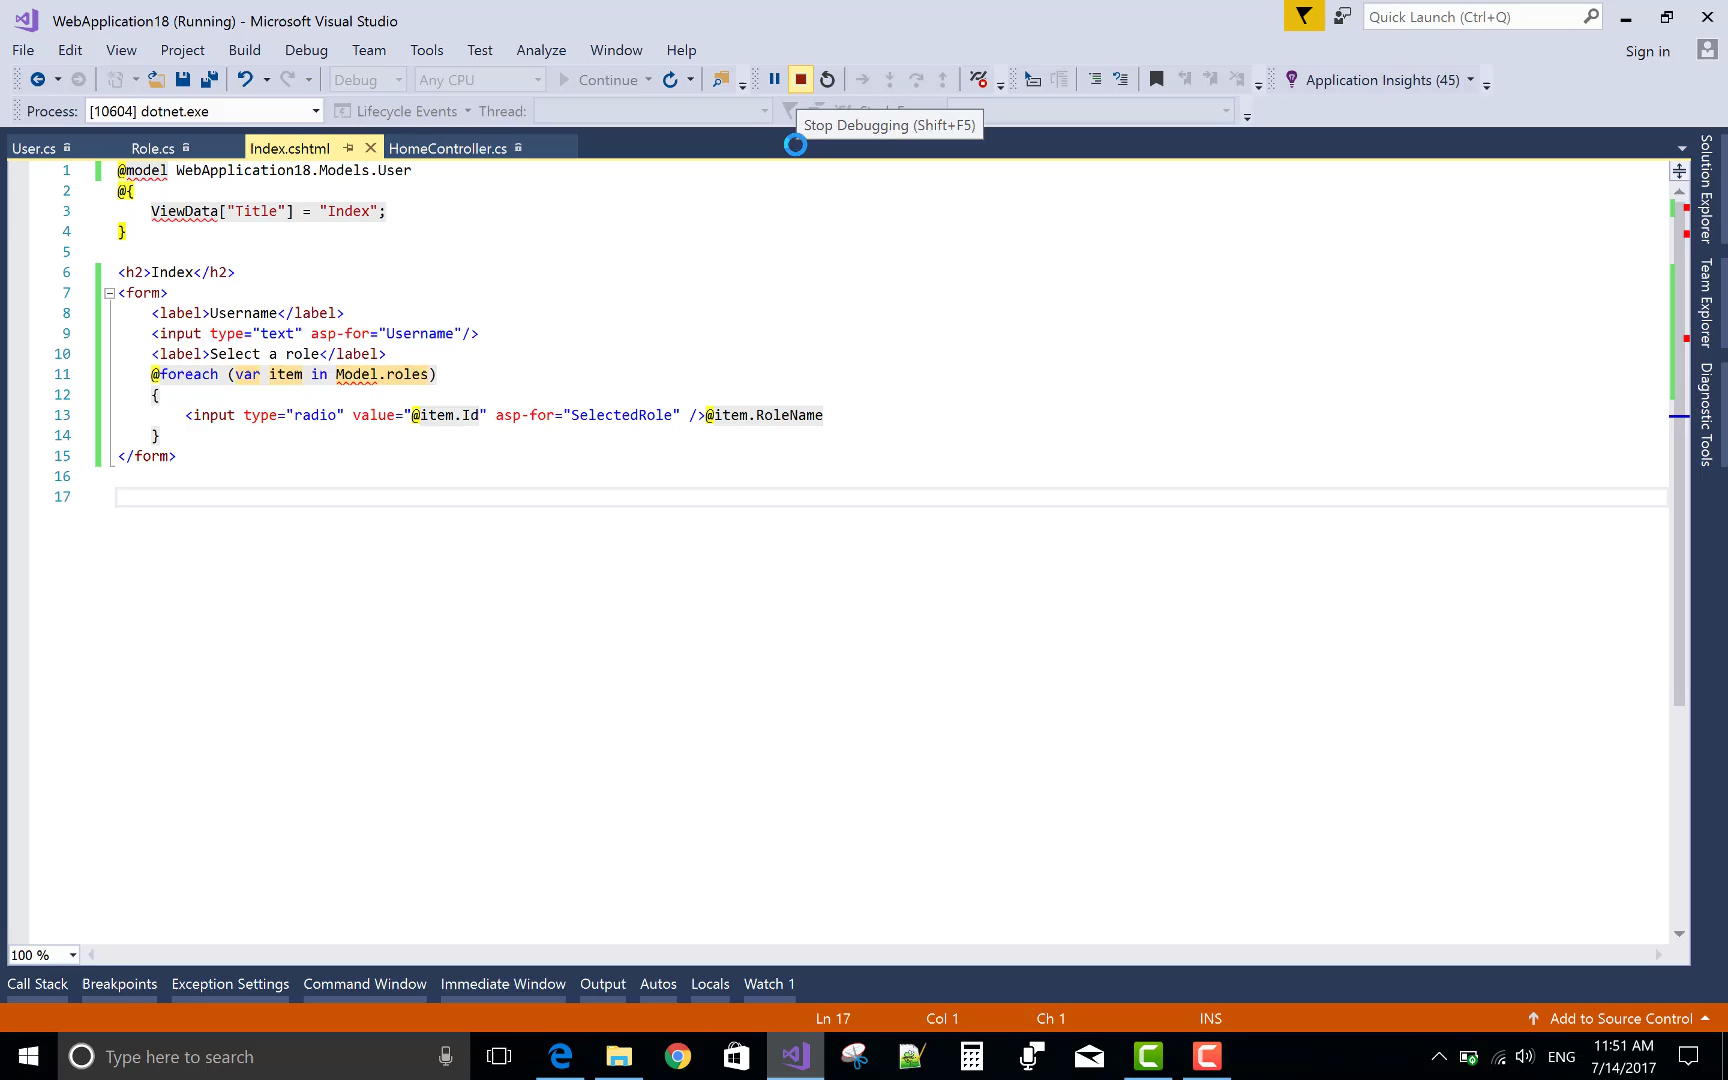 WebApplication18 (Running) - Microsoft Visual Studio
Quick Launch (Ctrl+Q)
File Edit View Project Build Debug Team Tools Test Analyze Window Help
Sign in
Debug Any CPU Continue Application Insights (45)
Process: [10604] dotnet.exe Lifecycle Events Thread:
Stop Debugging (Shift+F5)
User.cs Role.cs Index.cshtml HomeController.cs
1 @model WebApplication18.Models.User
2 @{
3 ViewData["Title"] = "Index";
4 }
5
6 <h2>Index</h2>
7 <form>
8 <label>Username</label>
9 <input type="text" asp-for="Username"/>
10 <label>Select a role</label>
11 @foreach (var item in Model.roles)
12 {
13 <input type="radio" value="@item.Id" asp-for="SelectedRole" />@item.RoleName
14 }
15 </form>
16
17
Solution Explorer
Team Explorer
Diagnostic Tools
100 %
Call Stack Breakpoints Exception Settings Command Window Immediate Window Output Autos Locals Watch 1
Ln 17 Col 1 Ch 1 INS Add to Source Control
Type here to search
ENG
11:51 AM
7/14/2017